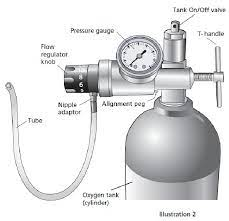 Tank On/Off valve
Pressure gauge
T-handle
Flow
regulator
knob
Nipple
adaptor
Alignment peg
Tube
Oxygen tank
(cylinder)
Illustration 2